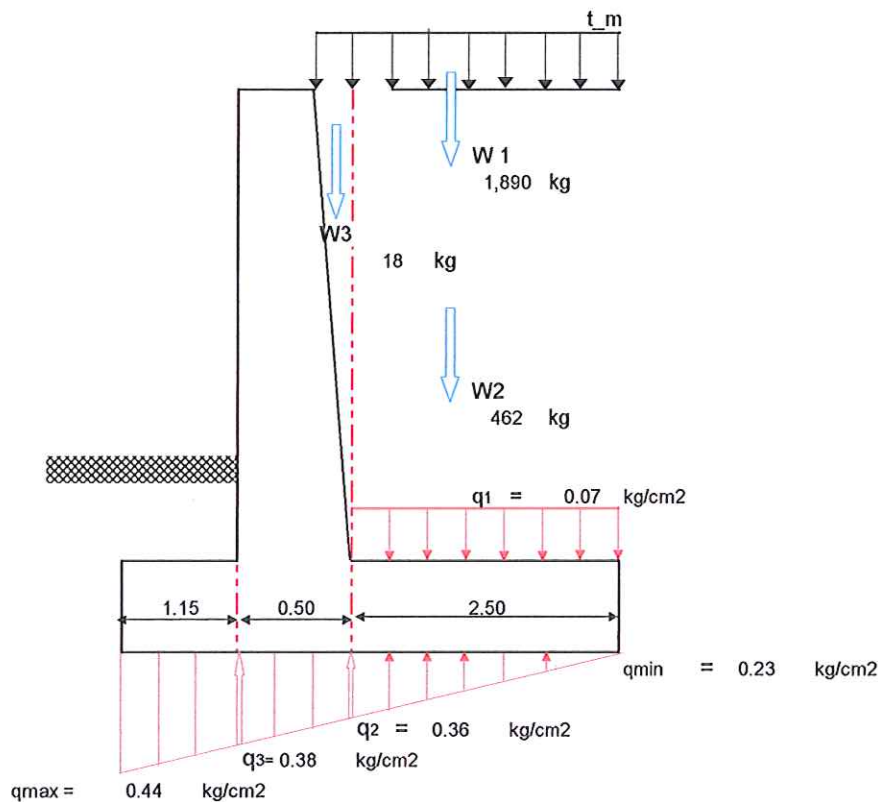 t_m
W 1
1,890 kg
W3
18 kg
W2
462 kg
q1 = 0.07 kg/cm2
1.15 0.50 2.50
qmin = 0.23 kg/cm2
q2 = 0.36 kg/cm2
q3= 0.38 kg/cm2
qmax = 0.44 kg/cm2